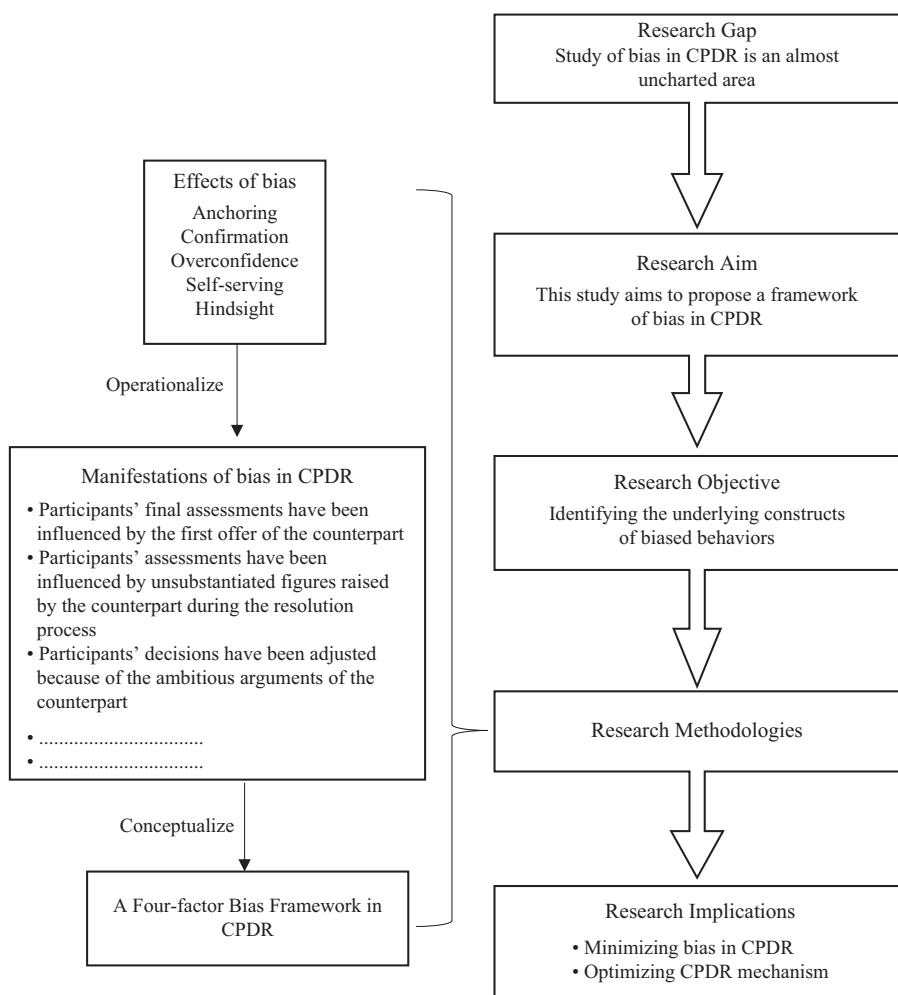 Research Gap
Study of bias in CPDR is an almost
uncharted area
Effects of bias
Anchoring
Confirmation
Overconfidence
Self-serving
Hindsight
Operationalize
Manifestations of bias in CPDR
• Participants’ final assessments have been
influenced by the first offer of the counterpart
• Participants’ assessments have been
influenced by unsubstantiated figures raised
by the counterpart during the resolution
process
• Participants’ decisions have been adjusted
because of the ambitious arguments of the
counterpart
• .................................
• .................................
Conceptualize
A Four-factor Bias Framework in
CPDR
Research Aim
This study aims to propose a framework
of bias in CPDR
Research Objective
Identifying the underlying constructs
of biased behaviors
Research Methodologies
Research Implications
• Minimizing bias in CPDR
• Optimizing CPDR mechanism